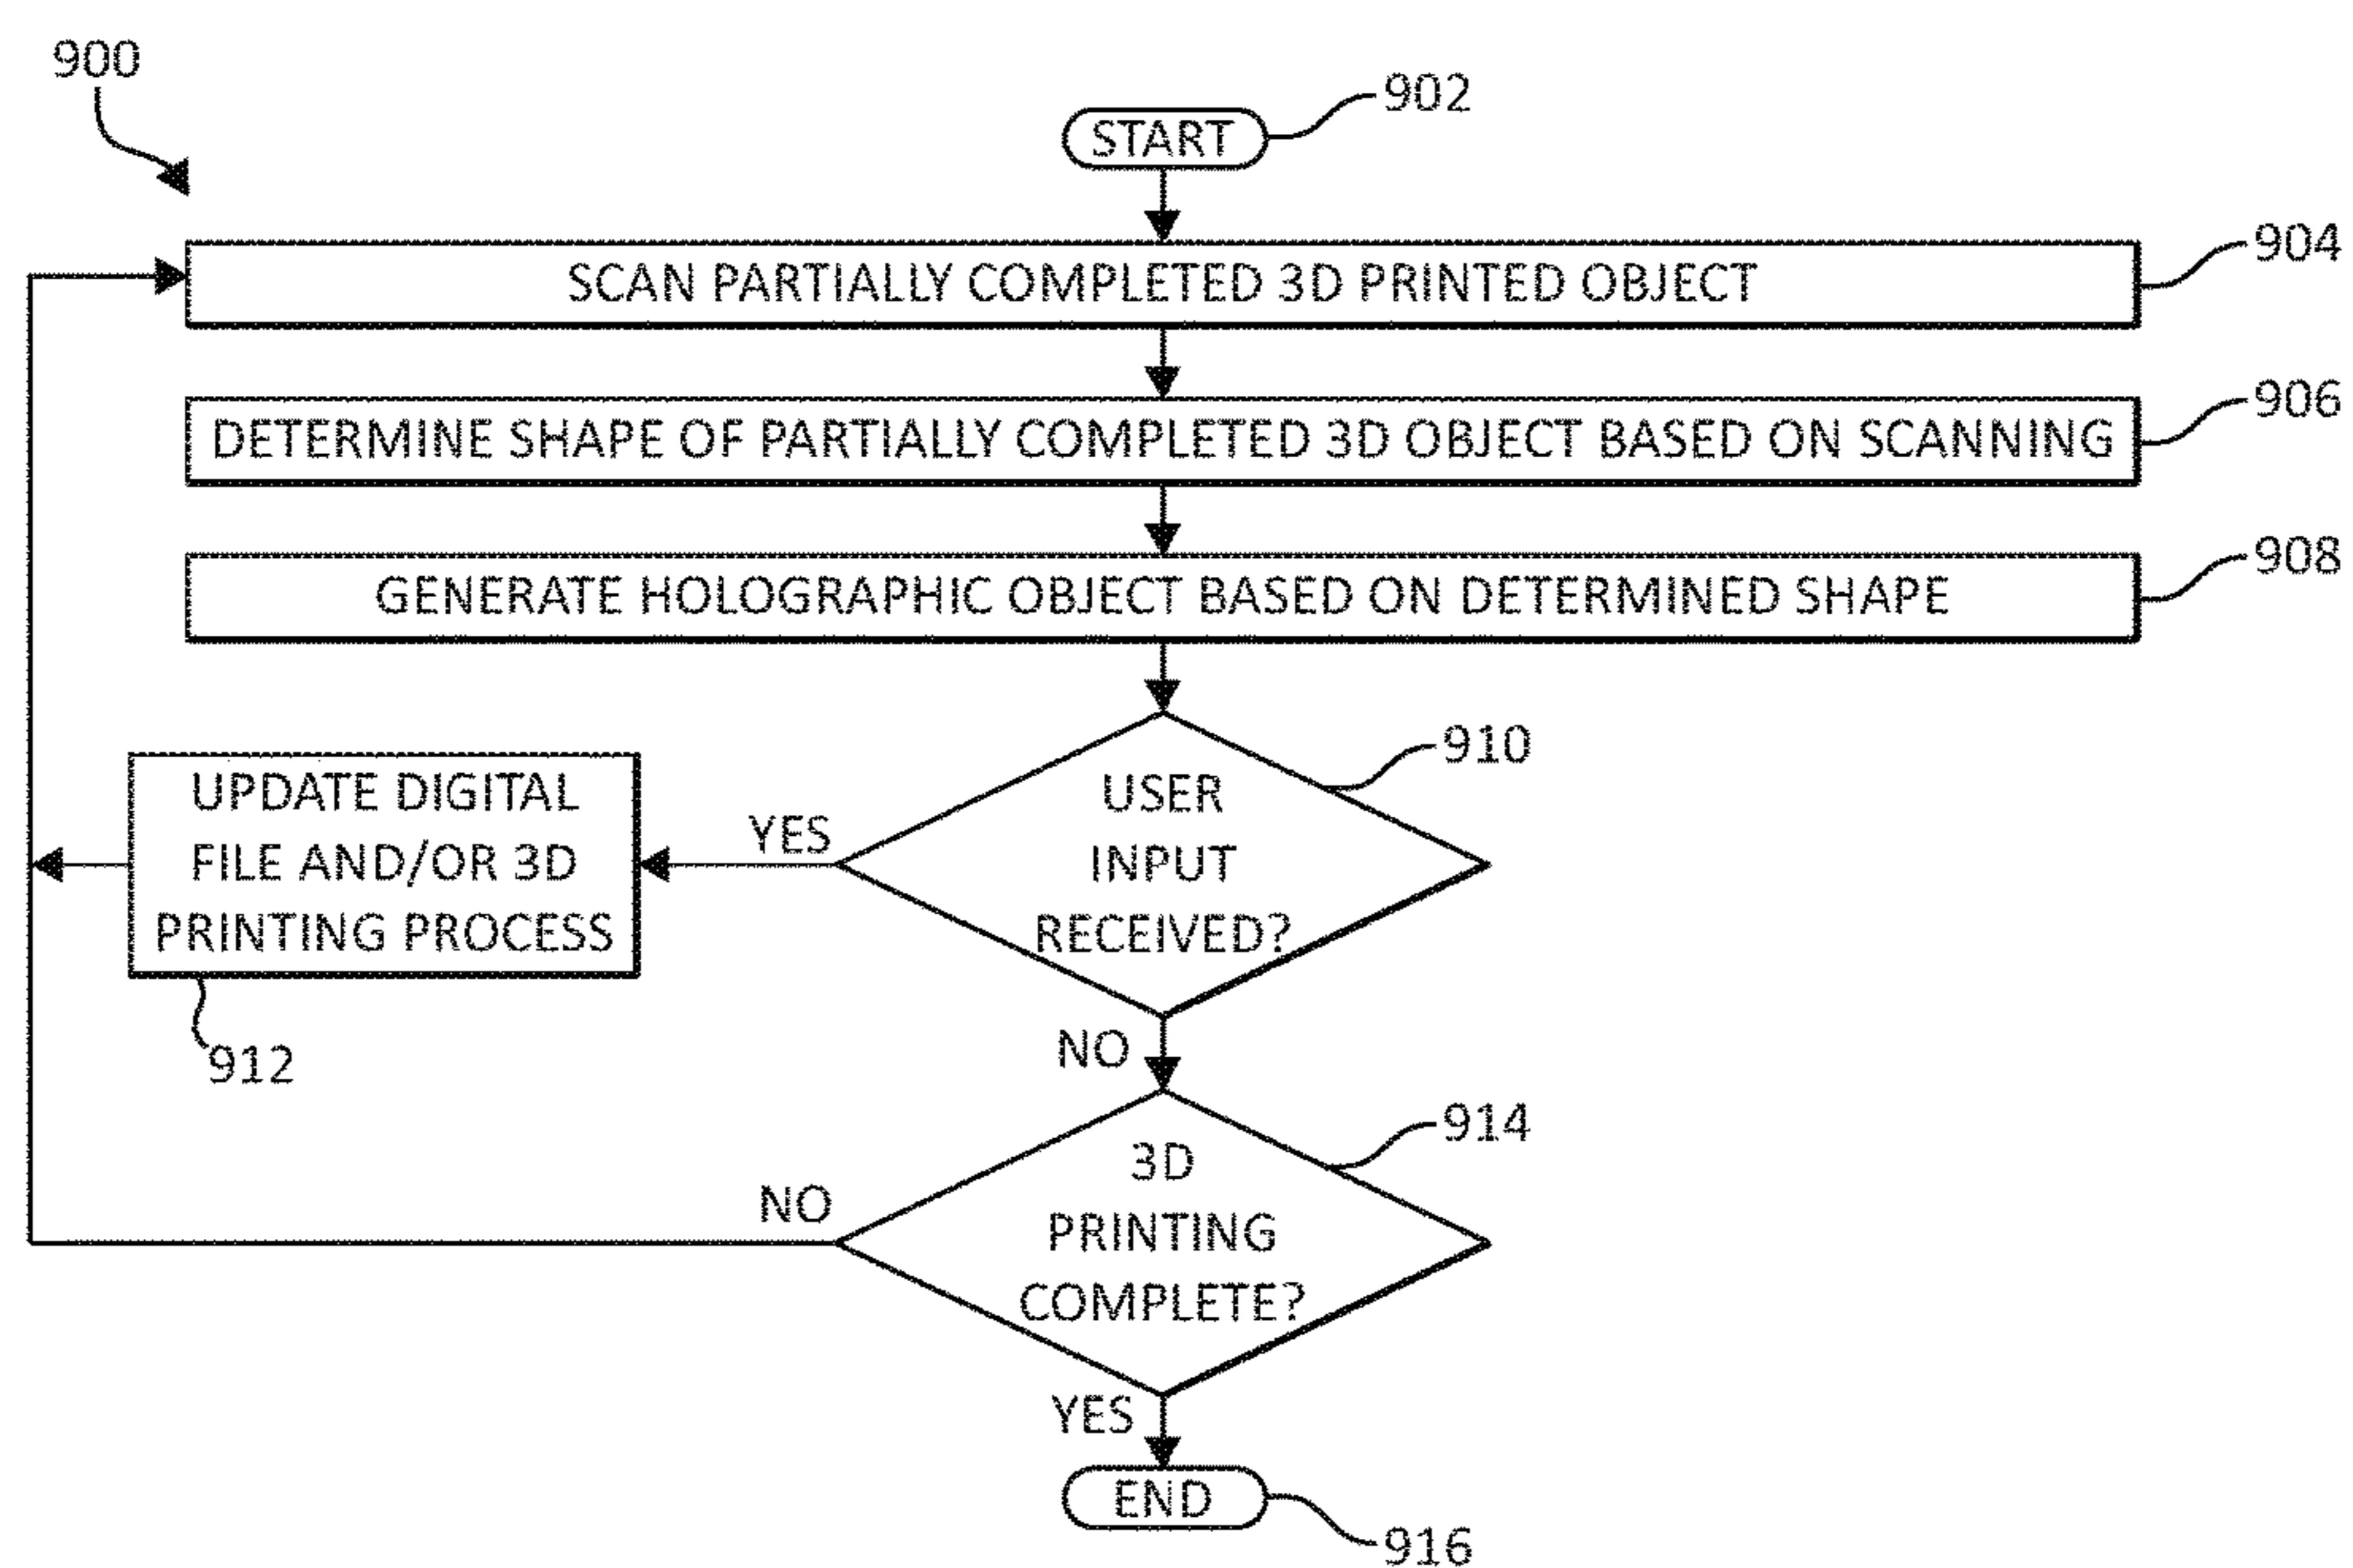 900
START
902
SCAN PARTIALLY COMPLETED 3D PRINTED OBJECT
904
DETERMINE SHAPE OF PARTIALLY COMPLETED 3D OBJECT BASED ON SCANNING
906
GENERATE HOLOGRAPHIC OBJECT BASED ON DETERMINED SHAPE
908
USER
INPUT
RECEIVED?
910
YES
UPDATE DIGITAL
FILE AND/OR 3D
PRINTING PROCESS
912
NO
3D
PRINTING
COMPLETE?
914
NO
YES
END
916